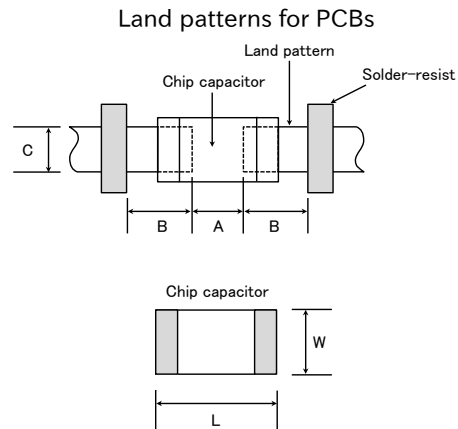 Land patterns for PCBs
Land pattern
Chip capacitor
Solder-resist
C
B
A
B
Chip capacitor
W
L